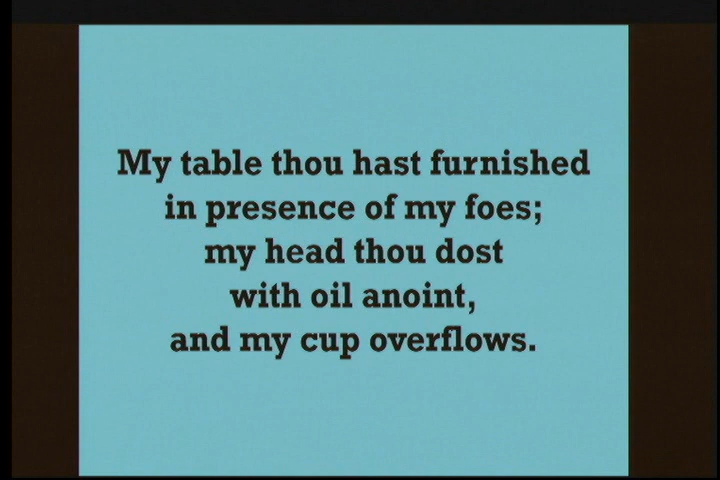 My table thou hast furnished
in presence of my foes;
my head thou dost
with oil anoint,
and my cup overflows.